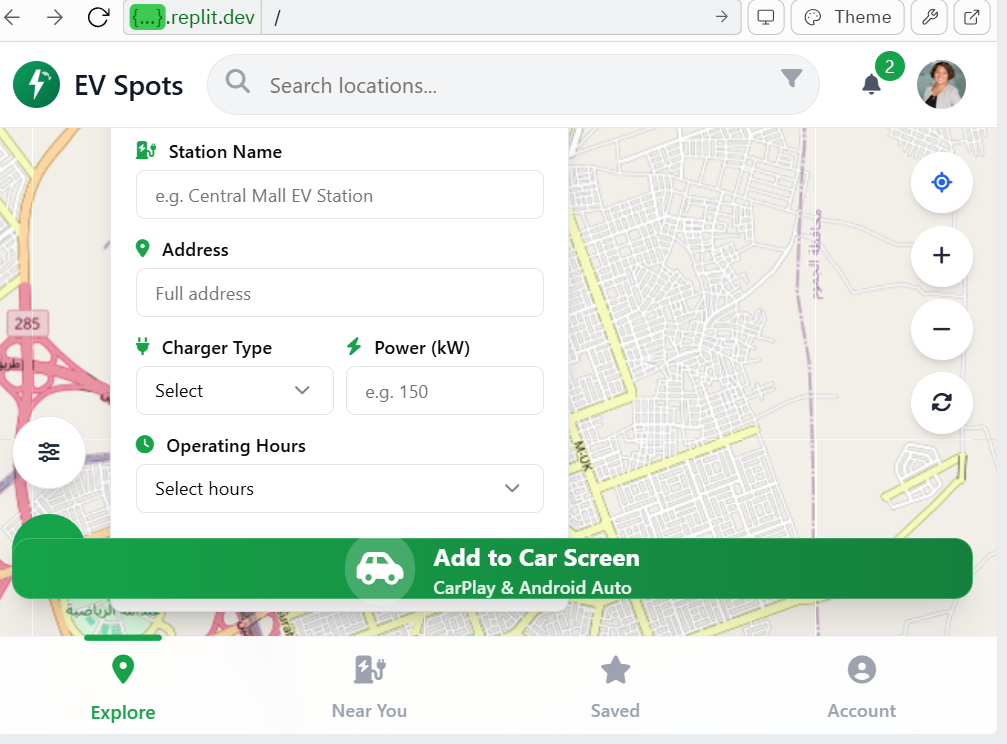 {...}.replit.dev /
Theme
EV Spots
Search locations...
2
Station Name
e.g. Central Mall EV Station
Address
Full address
285
Charger Type
Power (kW)
Select
e.g. 150
M-UK
Operating Hours
Select hours
Add to Car Screen
CarPlay & Android Auto
الرياضية
Explore
Near You
Saved
Account